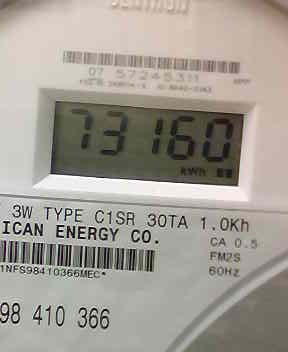 07 57245311
73160
kWh
3W TYPE C1SR 30TA 1.0Kh
ICAN ENERGY CO.
CA 0.5
FM2S
60Hz
1NFS98410366MEC*
98 410 366